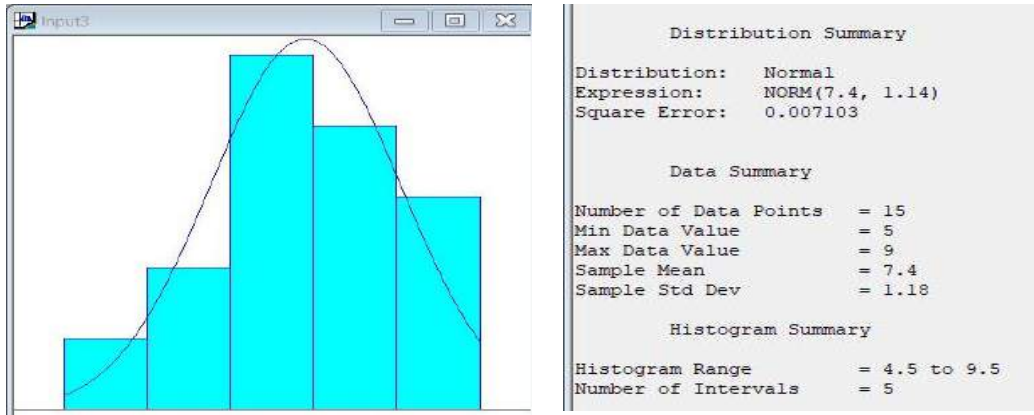 Input3
Distribution Summary
Distribution: Normal
Expression: NORM(7.4, 1.14)
Square Error: 0.007103
Data Summary
Number of Data Points = 15
Min Data Value = 5
Max Data Value = 9
Sample Mean = 7.4
Sample Std Dev = 1.18
Histogram Summary
Histogram Range = 4.5 to 9.5
Number of Intervals = 5